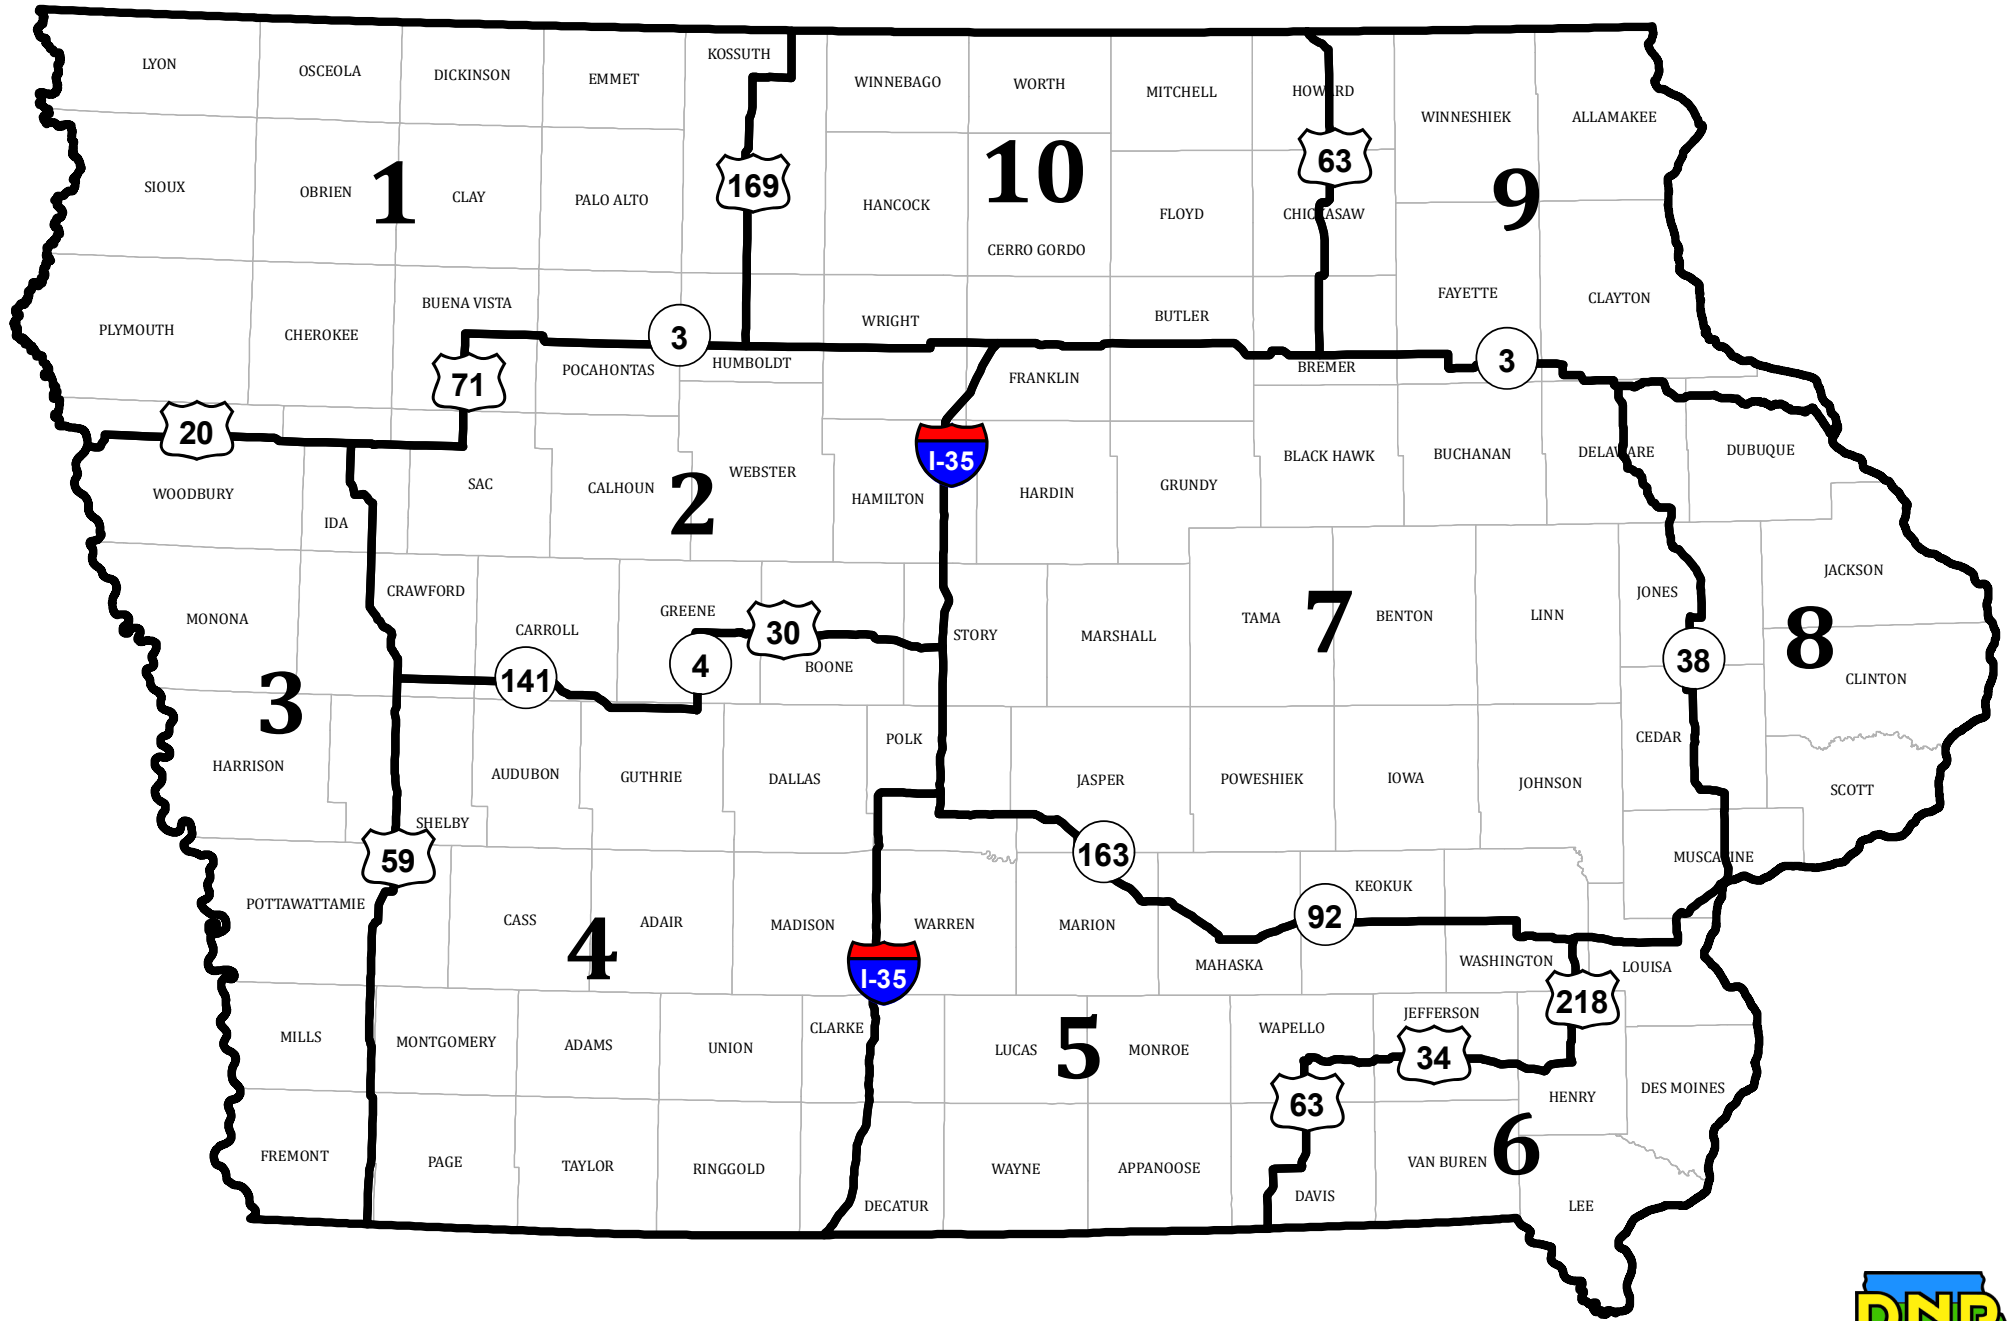 KOSSUTH
LYON
OSCEOLA
DICKINSON
EMMET
WINNEBAGO
WORTH
MITCHELL
HOWARD
WINNESHIEK
ALLAMAKEE
SIOUX
OBRIEN
1
CLAY
PALO ALTO
169
HANCOCK
10
CERRO GORDO
FLOYD
63
CHICKASAW
9
PLYMOUTH
CHEROKEE
BUENA VISTA
3
WRIGHT
BUTLER
FAYETTE
CLAYTON
71
POCAHONTAS
HUMBOLDT
FRANKLIN
BREMER
3
20
WOODBURY
IDA
SAC
CALHOUN
2
WEBSTER
HAMILTON
I-35
HARDIN
GRUNDY
BLACK HAWK
BUCHANAN
DELAWARE
DUBUQUE
MONONA
CRAWFORD
CARROLL
GREENE
30
BOONE
STORY
MARSHALL
TAMA
7
BENTON
LINN
JONES
JACKSON
8
CLINTON
3
141
4
38
HARRISON
SHELBY
AUDUBON
GUTHRIE
DALLAS
POLK
JASPER
POWESHIEK
IOWA
JOHNSON
CEDAR
SCOTT
59
163
MUSCATINE
POTTAWATTAMIE
CASS
4
ADAIR
MADISON
WARREN
MARION
MAHASKA
92
KEOKUK
WASHINGTON
LOUISA
I-35
218
MILLS
MONTGOMERY
ADAMS
UNION
CLARKE
LUCAS
5
MONROE
WAPELLO
JEFFERSON
34
63
HENRY
DES MOINES
FREMONT
PAGE
TAYLOR
RINGGOLD
DECATUR
WAYNE
APPANOOSE
DAVIS
VAN BUREN
6
LEE
DNR